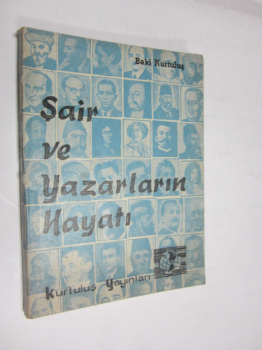 Baki Kurtuluş
Şair
ve
Yazarların
Hayatı
Kurtuluş Yayınları